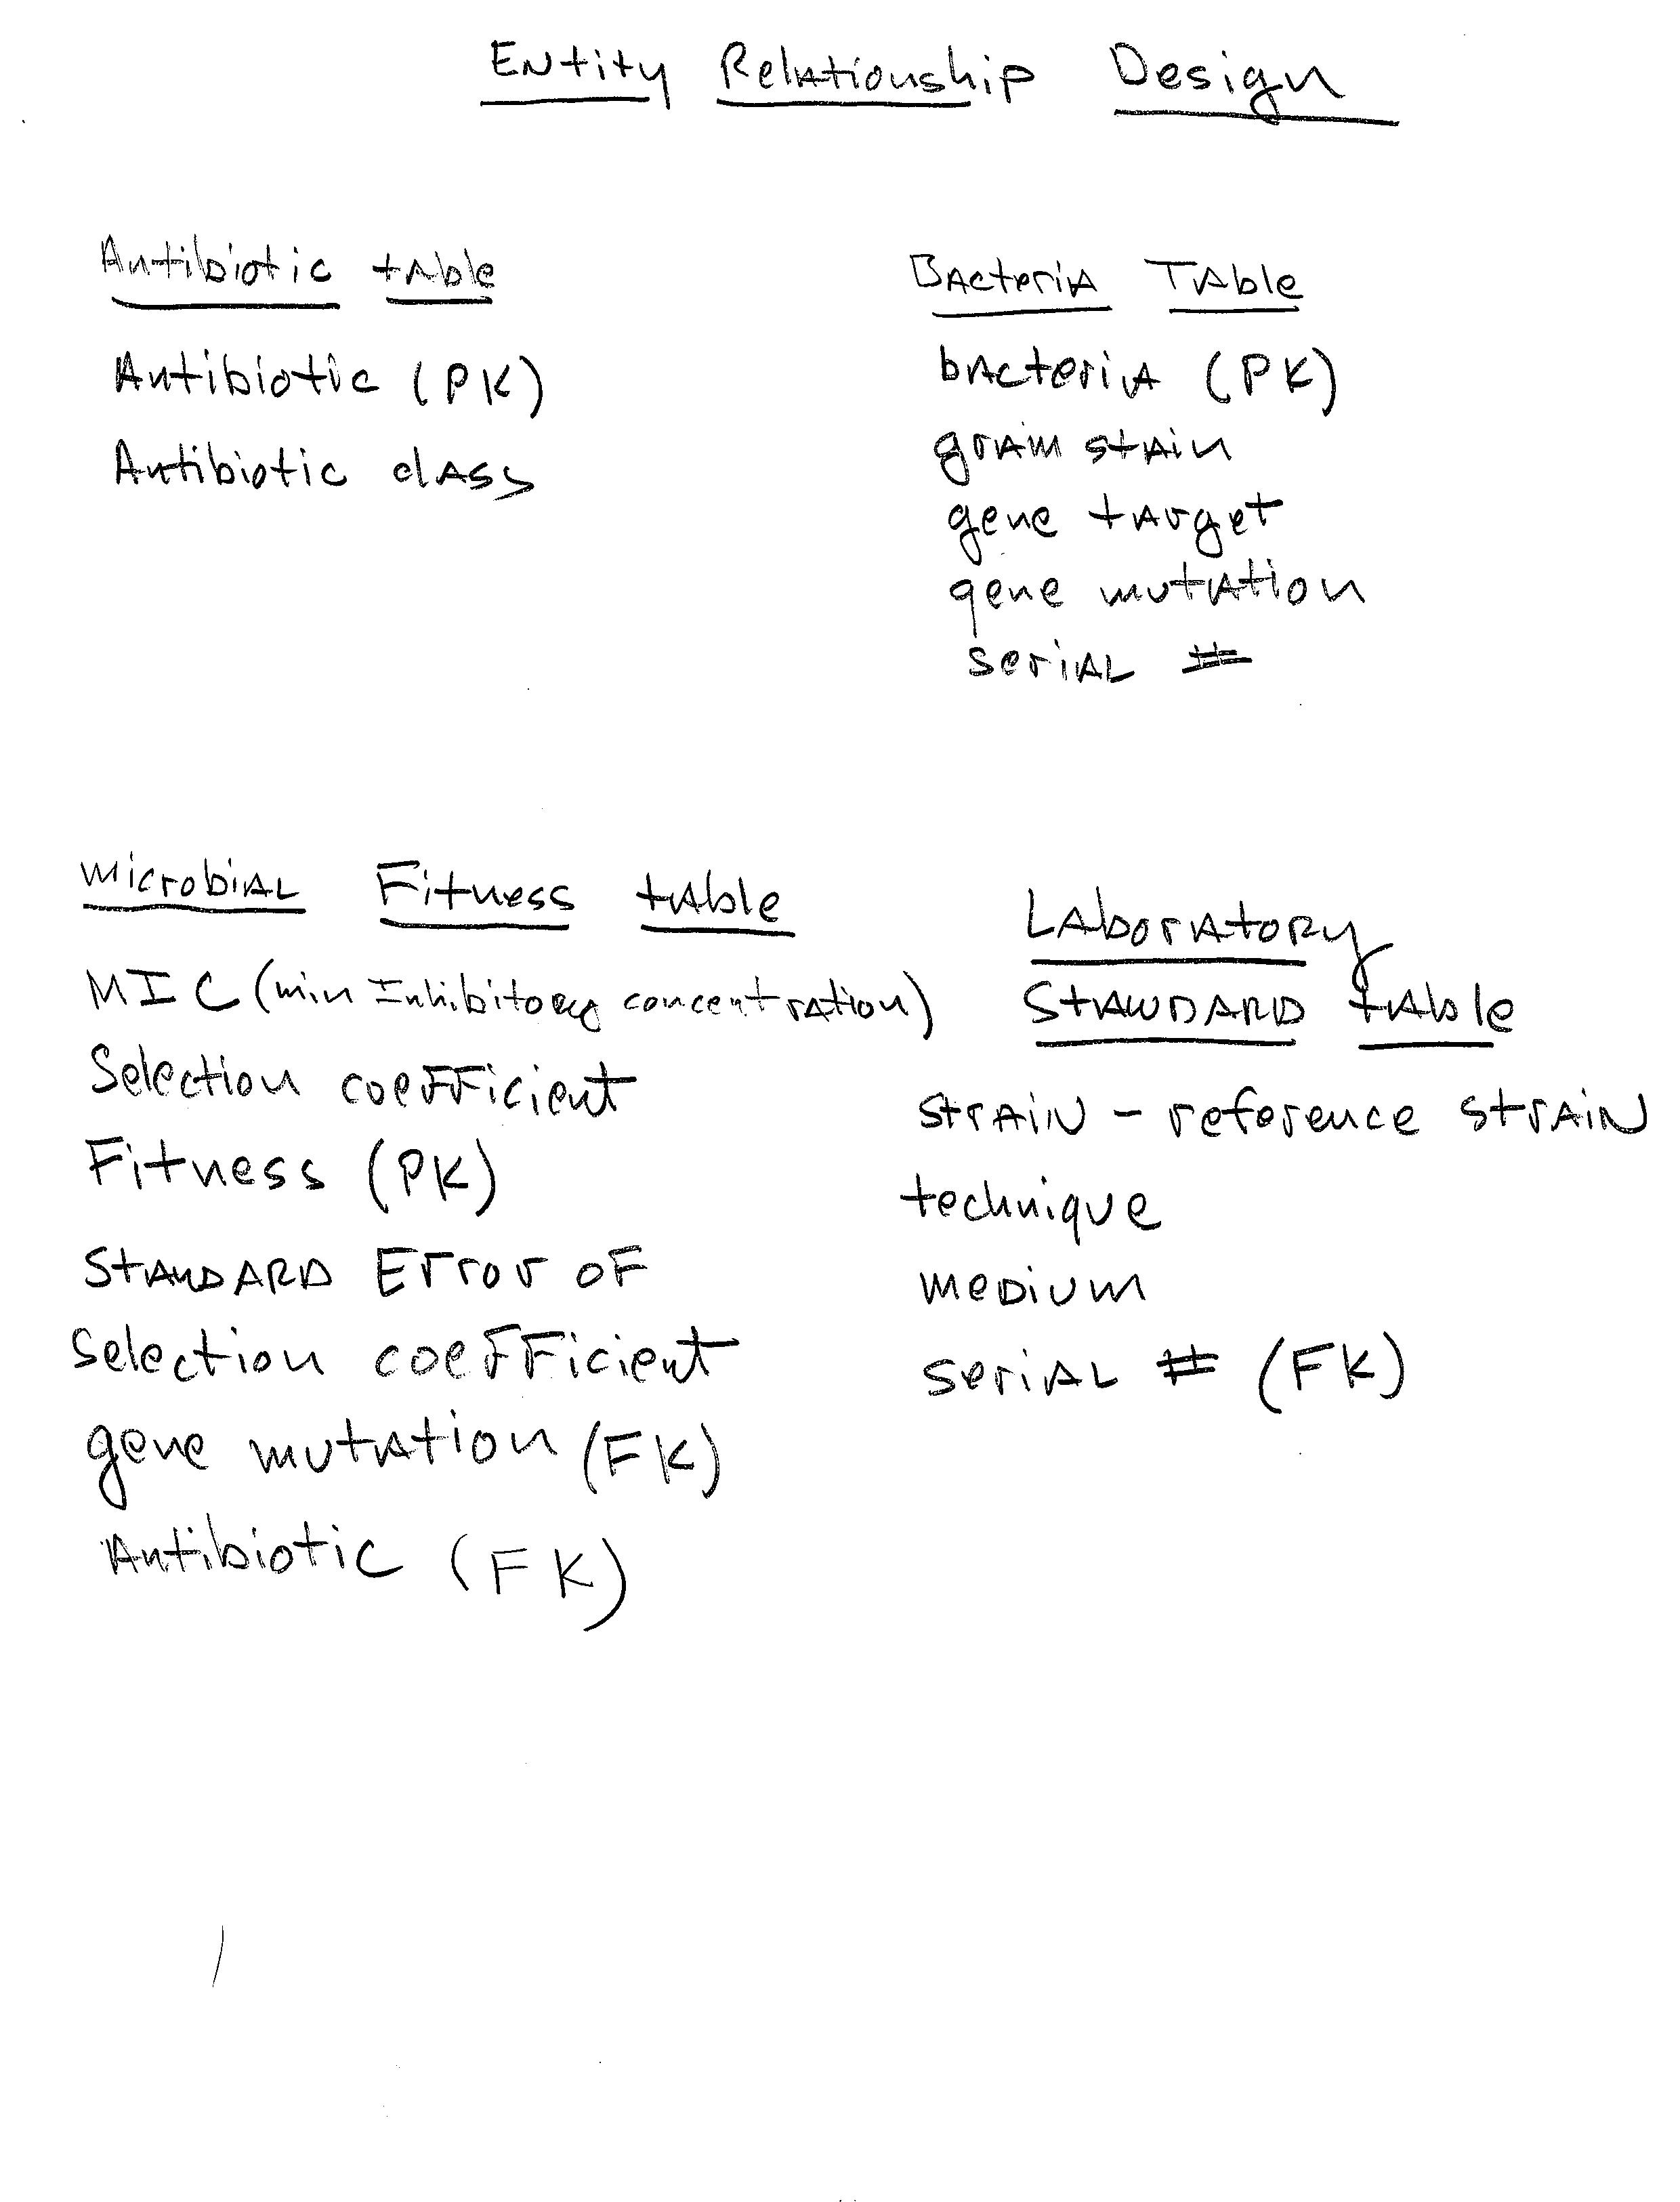 Entity Relationship Design
Antibiotic table
Antibiotic (PK)
Antibiotic class
Bacteria Table
bacteria (PK)
gram stain
gene target
gene mutation
serial #
microbial Fitness table
MIC (min Inhibitory concentration)
Selection coefficient
Fitness (PK)
Standard Error of
Selection coefficient
gene mutation (FK)
Antibiotic (FK)
Laboratory
Standard table
strain - reference strain
technique
medium
serial # (FK)